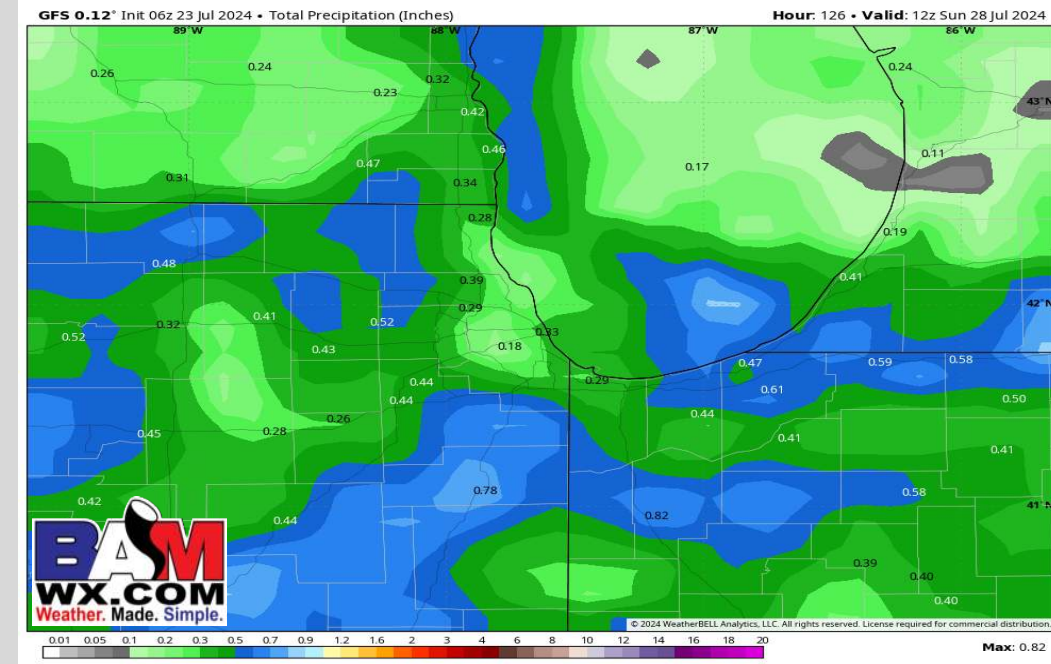 GFS 0.12° Init 06z 23 Jul 2024 • Total Precipitation (Inches)
Hour: 126 • Valid: 12z Sun 28 Jul 2024
89°W 88°W 87°W 86°W
0.26 0.24 0.24
0.32
0.23
43°N
0.42
0.46 0.11
0.47 0.17
0.31 0.34
0.28
0.19
0.48
0.39 0.41
0.29 42°N
0.32 0.41 0.52
0.52 0.33
0.43 0.18
0.47 0.59 0.58
0.44 0.29
0.61
0.44 0.50
0.26 0.44
0.45 0.28 0.41
0.41
0.78 0.58
0.42
41°N
0.44 0.82
0.39
0.40
0.40
BAM
WX.COM
Weather. Made. Simple.
© 2024 WeatherBELL Analytics, LLC. All rights reserved. License required for commercial distribution.
0.01 0.05 0.1 0.2 0.3 0.5 0.7 0.9 1.2 1.6 2 3 4 6 8 10 12 14 16 18 20
Max: 0.82